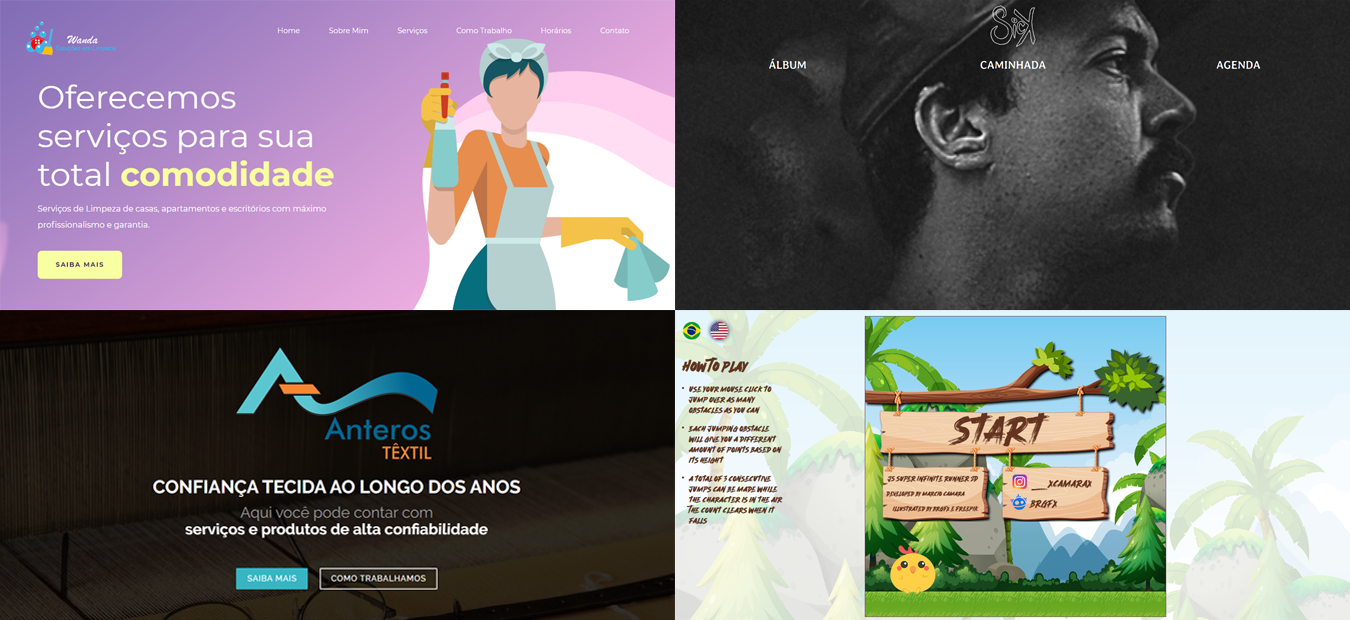 Wanda
Home
Sobre Mim
Serviços
Como Trabalho
Horários
Contato
Oferecemos
serviços para sua
total comodidade
Serviços de Limpeza de casas, apartamentos e escritórios com máximo
profissionalismo e garantia.
SAIBA MAIS
SicK
ÁLBUM
CAMINHADA
AGENDA
Anteros
TÊXTIL
CONFIANÇA TECIDA AO LONGO DOS ANOS
Aqui você pode contar com
serviços e produtos de alta confiabilidade
SAIBA MAIS
COMO TRABALHAMOS
HOW TO PLAY
• USE YOUR MOUSE CLICK TO
JUMP OVER AS MANY
OBSTACLES AS YOU CAN
• EACH JUMPING OBSTACLE
WILL GIVE YOU A DIFFERENT
AMOUNT OF POINTS BASED ON
ITS HEIGHT
• A TOTAL OF 3 CONSECUTIVE
JUMPS CAN BE MADE WHILE
THE CHARACTER IS IN THE AIR
THE COUNT CLEARS WHEN IT
FALLS
START
JS SUPER INFINITE RUNNER 2D
DEVELOPED BY MARCIO CAMARA
ILLUSTRATED BY BRGFX E FREEPIK
___XCAMARAX
BRGFX